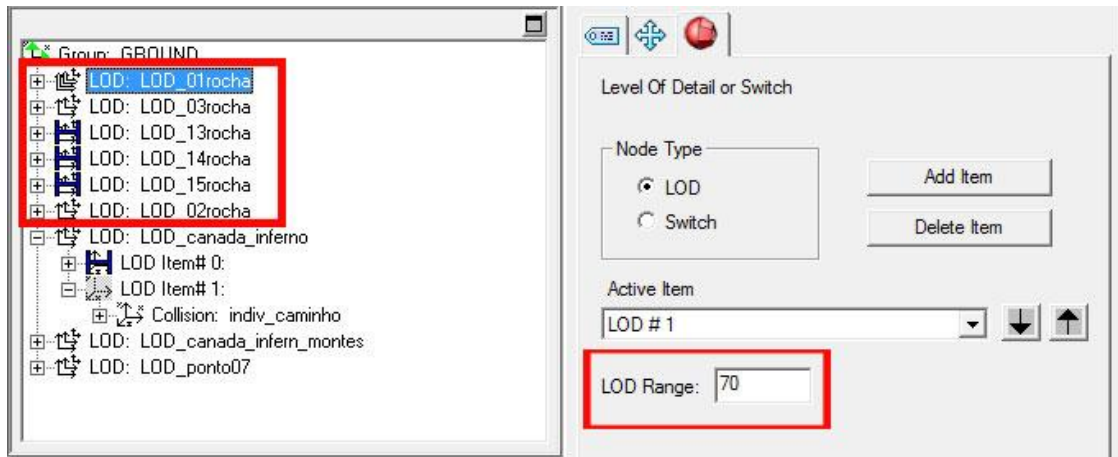 Group: GROUND
LOD: LOD_01rocha
LOD: LOD_03rocha
LOD: LOD_13rocha
LOD: LOD_14rocha
LOD: LOD_15rocha
LOD: LOD_02rocha
LOD: LOD_canada_inferno
LOD Item# 0:
LOD Item# 1:
Collision: indiv_caminho
LOD: LOD_canada_infern_montes
LOD: LOD_ponto07
Level Of Detail or Switch
Node Type
LOD
Switch
Add Item
Delete Item
Active Item
LOD # 1
LOD Range: 70